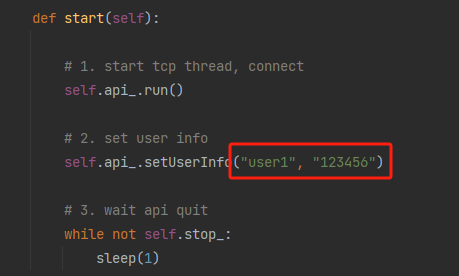 def start(self):
# 1. start tcp thread, connect
self.api_.run()
# 2. set user info
self.api_.setUserInfo("user1", "123456")
# 3. wait api quit
while not self.stop_:
sleep(1)